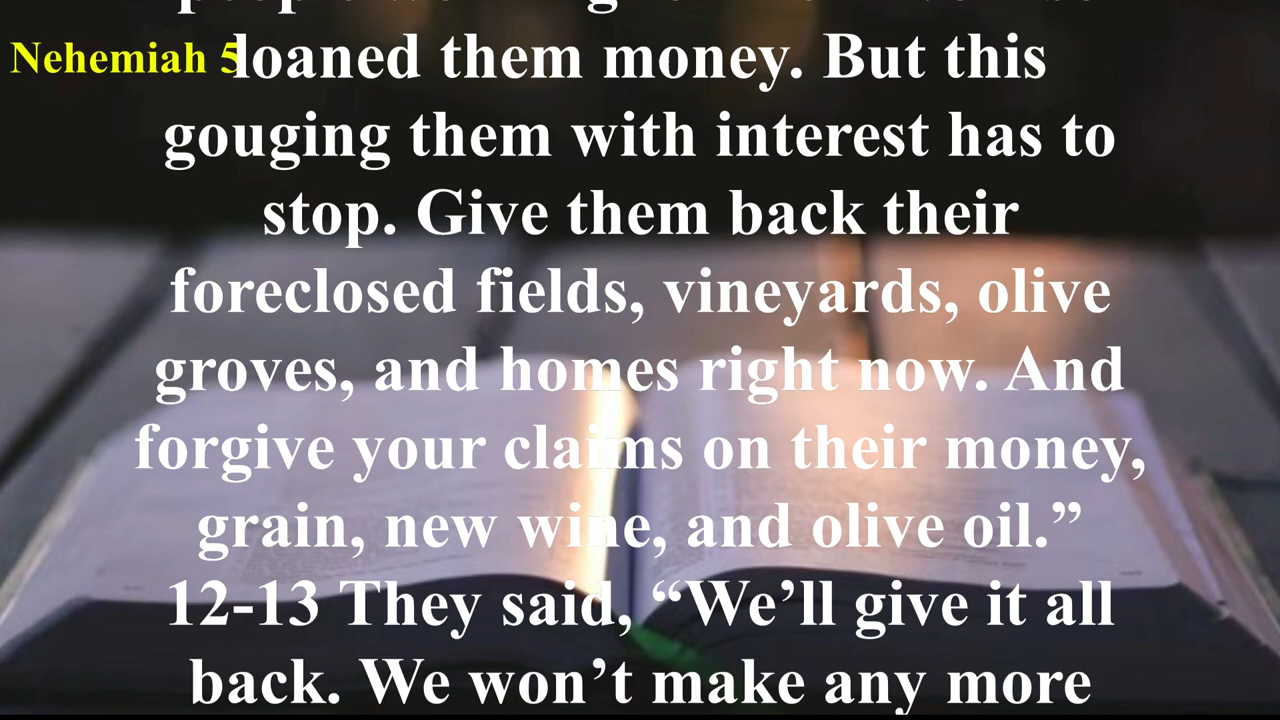 Nehemiah 5
loaned them money. But this
gouging them with interest has to
stop. Give them back their
foreclosed fields, vineyards, olive
groves, and homes right now. And
forgive your claims on their money,
grain, new wine, and olive oil.”
12-13 They said, “We’ll give it all
back. We won’t make any more